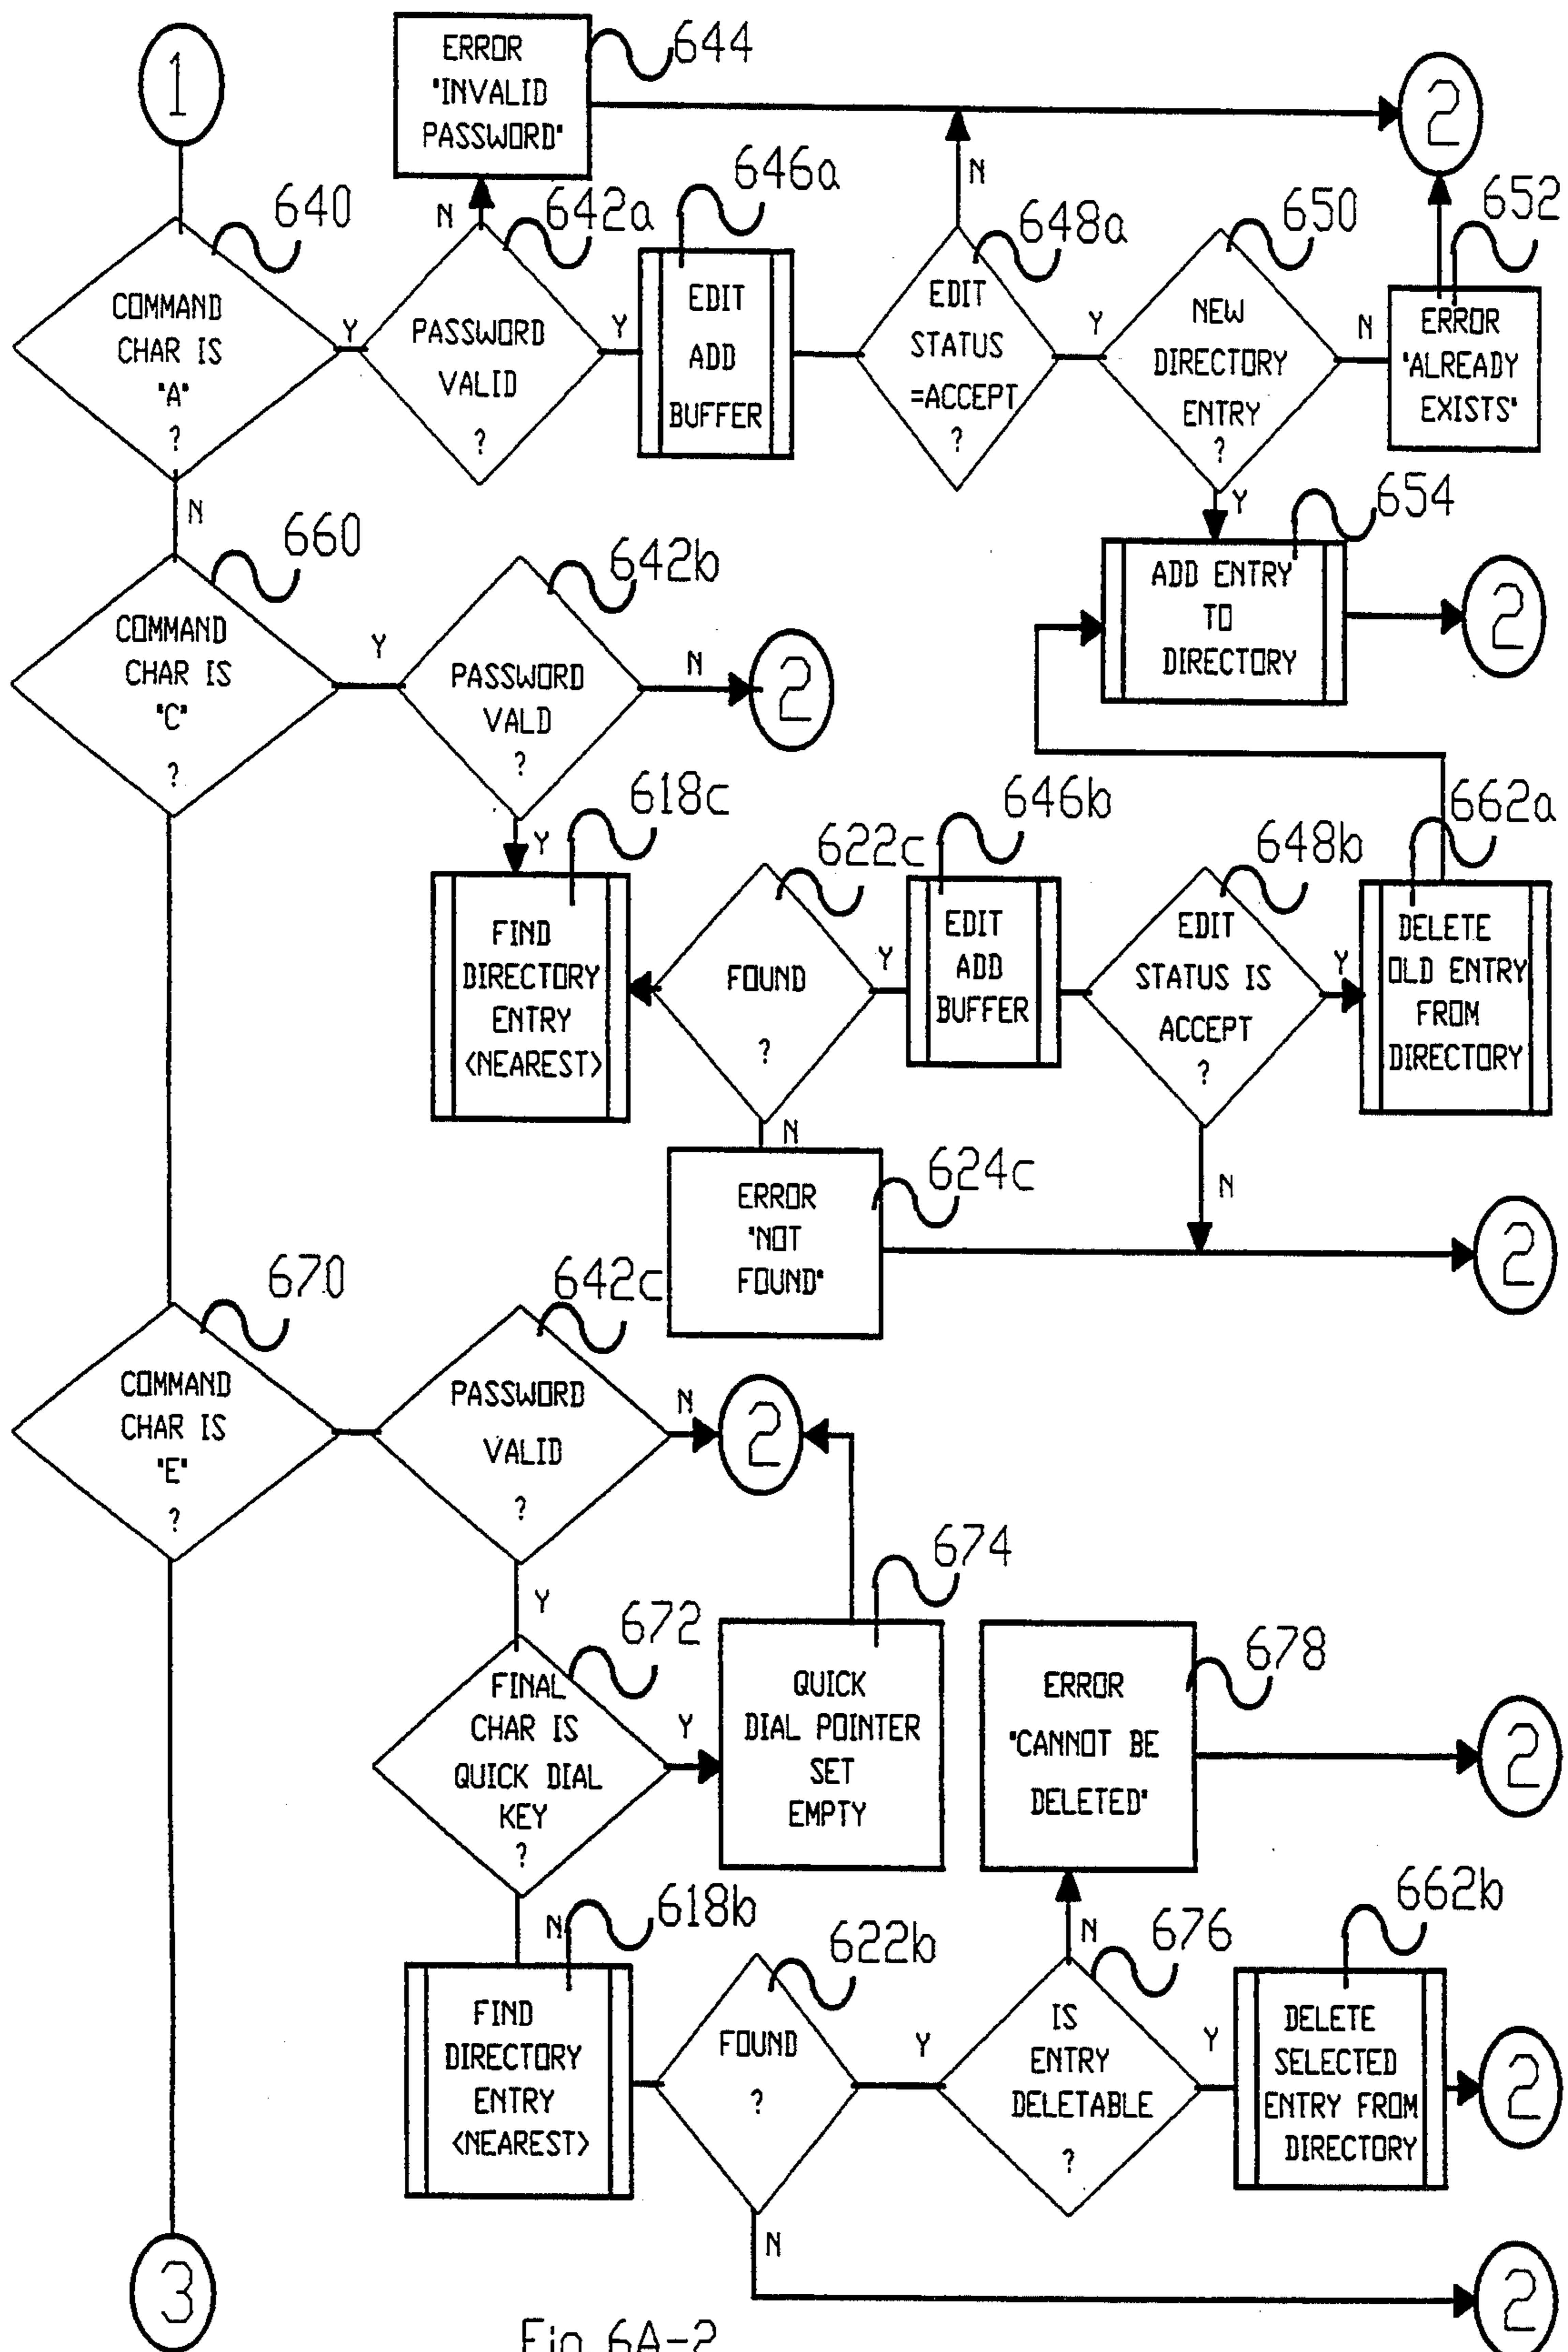 1
ERROR
"INVALID
PASSWORD"
644
2
640
COMMAND
CHAR IS
"A"
?
Y
N
N
642a
PASSWORD
VALID
?
Y
646a
EDIT
ADD
BUFFER
648a
EDIT
STATUS
=ACCEPT
?
N
Y
650
NEW
DIRECTORY
ENTRY
?
N
Y
652
ERROR
"ALREADY
EXISTS"
654
ADD ENTRY
TO
DIRECTORY
2
660
COMMAND
CHAR IS
"C"
?
Y
642b
PASSWORD
VALD
?
N
2
Y
618c
FIND
DIRECTORY
ENTRY
<NEAREST>
622c
FOUND
?
Y
N
646b
EDIT
ADD
BUFFER
648b
EDIT
STATUS IS
ACCEPT
?
Y
N
662a
DELETE
OLD ENTRY
FROM
DIRECTORY
624c
ERROR
"NOT
FOUND"
2
670
COMMAND
CHAR IS
"E"
?
642c
PASSWORD
VALID
?
N
2
Y
672
FINAL
CHAR IS
QUICK DIAL
KEY
?
Y
N
674
QUICK
DIAL POINTER
SET
EMPTY
678
ERROR
"CANNOT BE
DELETED"
2
618b
FIND
DIRECTORY
ENTRY
<NEAREST>
622b
FOUND
?
Y
N
676
IS
ENTRY
DELETABLE
?
N
Y
662b
DELETE
SELECTED
ENTRY FROM
DIRECTORY
2
2
3
Fig 6A-2